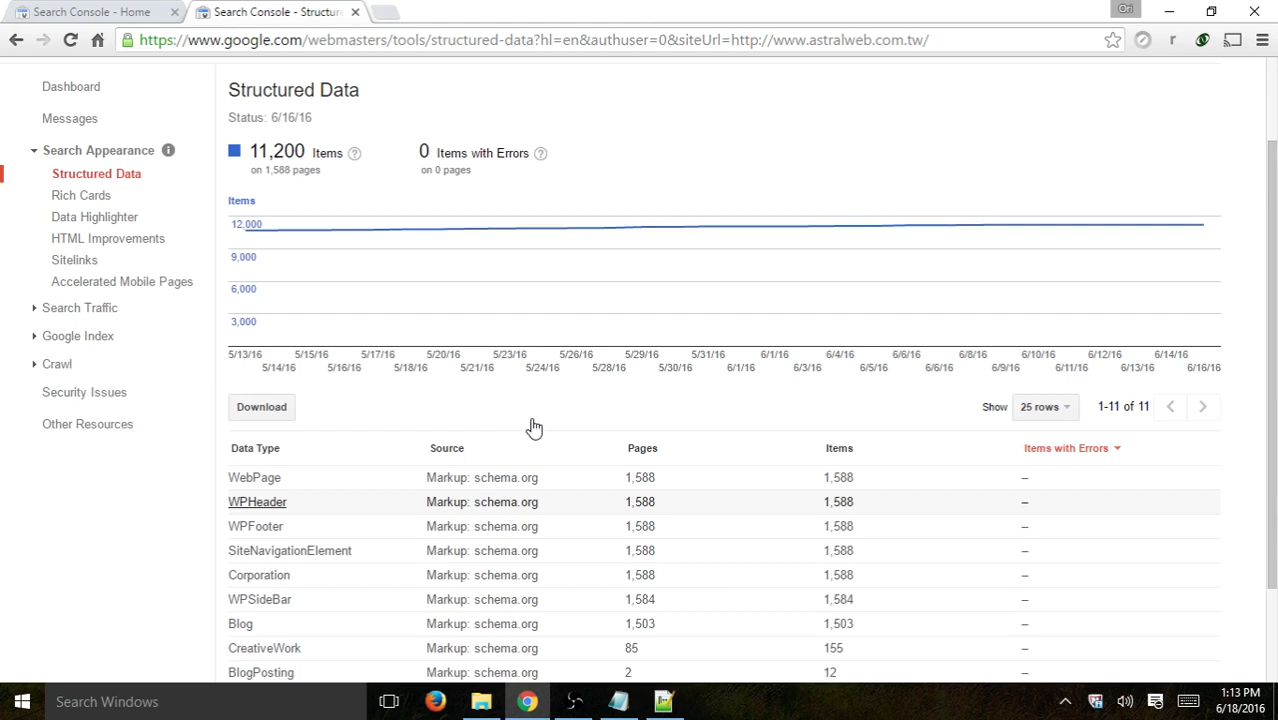 Search Console - Home
Search Console - Structur
Ori
https://www.google.com/webmasters/tools/structured-data?hl=en&authuser=0&siteUrl=http://www.astralweb.com.tw/
Dashboard
Messages
Search Appearance
Structured Data
Rich Cards
Data Highlighter
HTML Improvements
Sitelinks
Accelerated Mobile Pages
Search Traffic
Google Index
Crawl
Security Issues
Other Resources
Structured Data
Status: 6/16/16
11,200 Items
on 1,588 pages
0 Items with Errors
on 0 pages
Items
12,000
9,000
6,000
3,000
5/13/16 5/15/16 5/17/16 5/20/16 5/23/16 5/26/16 5/29/16 5/31/16 6/1/16 6/4/16 6/6/16 6/8/16 6/10/16 6/12/16 6/14/16
5/14/16 5/16/16 5/18/16 5/21/16 5/24/16 5/28/16 5/30/16 6/1/16 6/3/16 6/5/16 6/6/16 6/9/16 6/11/16 6/13/16 6/16/16
Download
Show 25 rows 1-11 of 11
Data Type Source Pages Items Items with Errors
WebPage Markup: schema.org 1,588 1,588 –
WPHeader Markup: schema.org 1,588 1,588 –
WPFooter Markup: schema.org 1,588 1,588 –
SiteNavigationElement Markup: schema.org 1,588 1,588 –
Corporation Markup: schema.org 1,588 1,588 –
WPSideBar Markup: schema.org 1,584 1,584 –
Blog Markup: schema.org 1,503 1,503 –
CreativeWork Markup: schema.org 85 155 –
BlogPosting Markup: schema.org 2 12 –
Search Windows
1:13 PM
6/18/2016